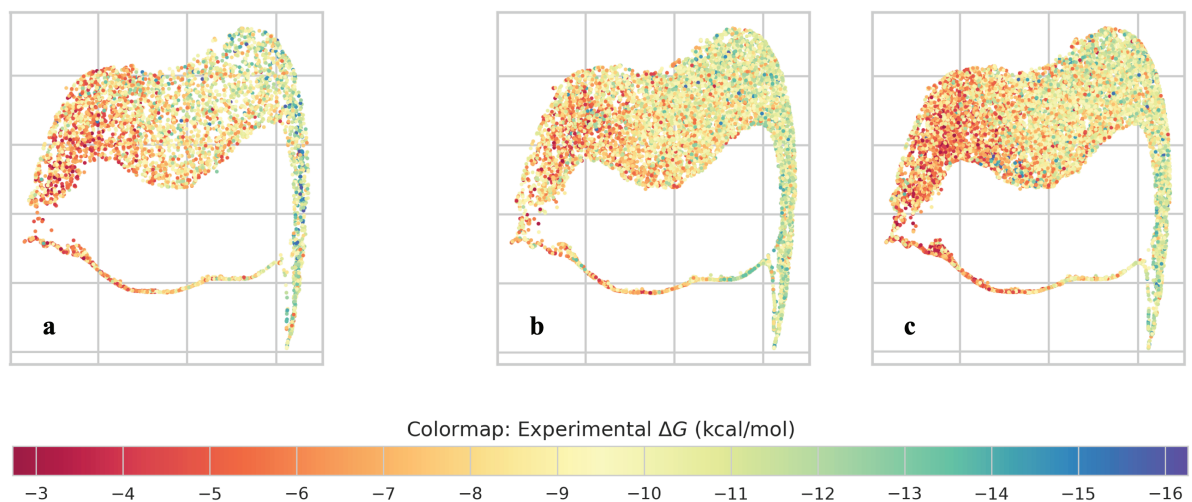 a
b
c
Colormap: Experimental ΔG (kcal/mol)
−3 −4 −5 −6 −7 −8 −9 −10 −11 −12 −13 −14 −15 −16